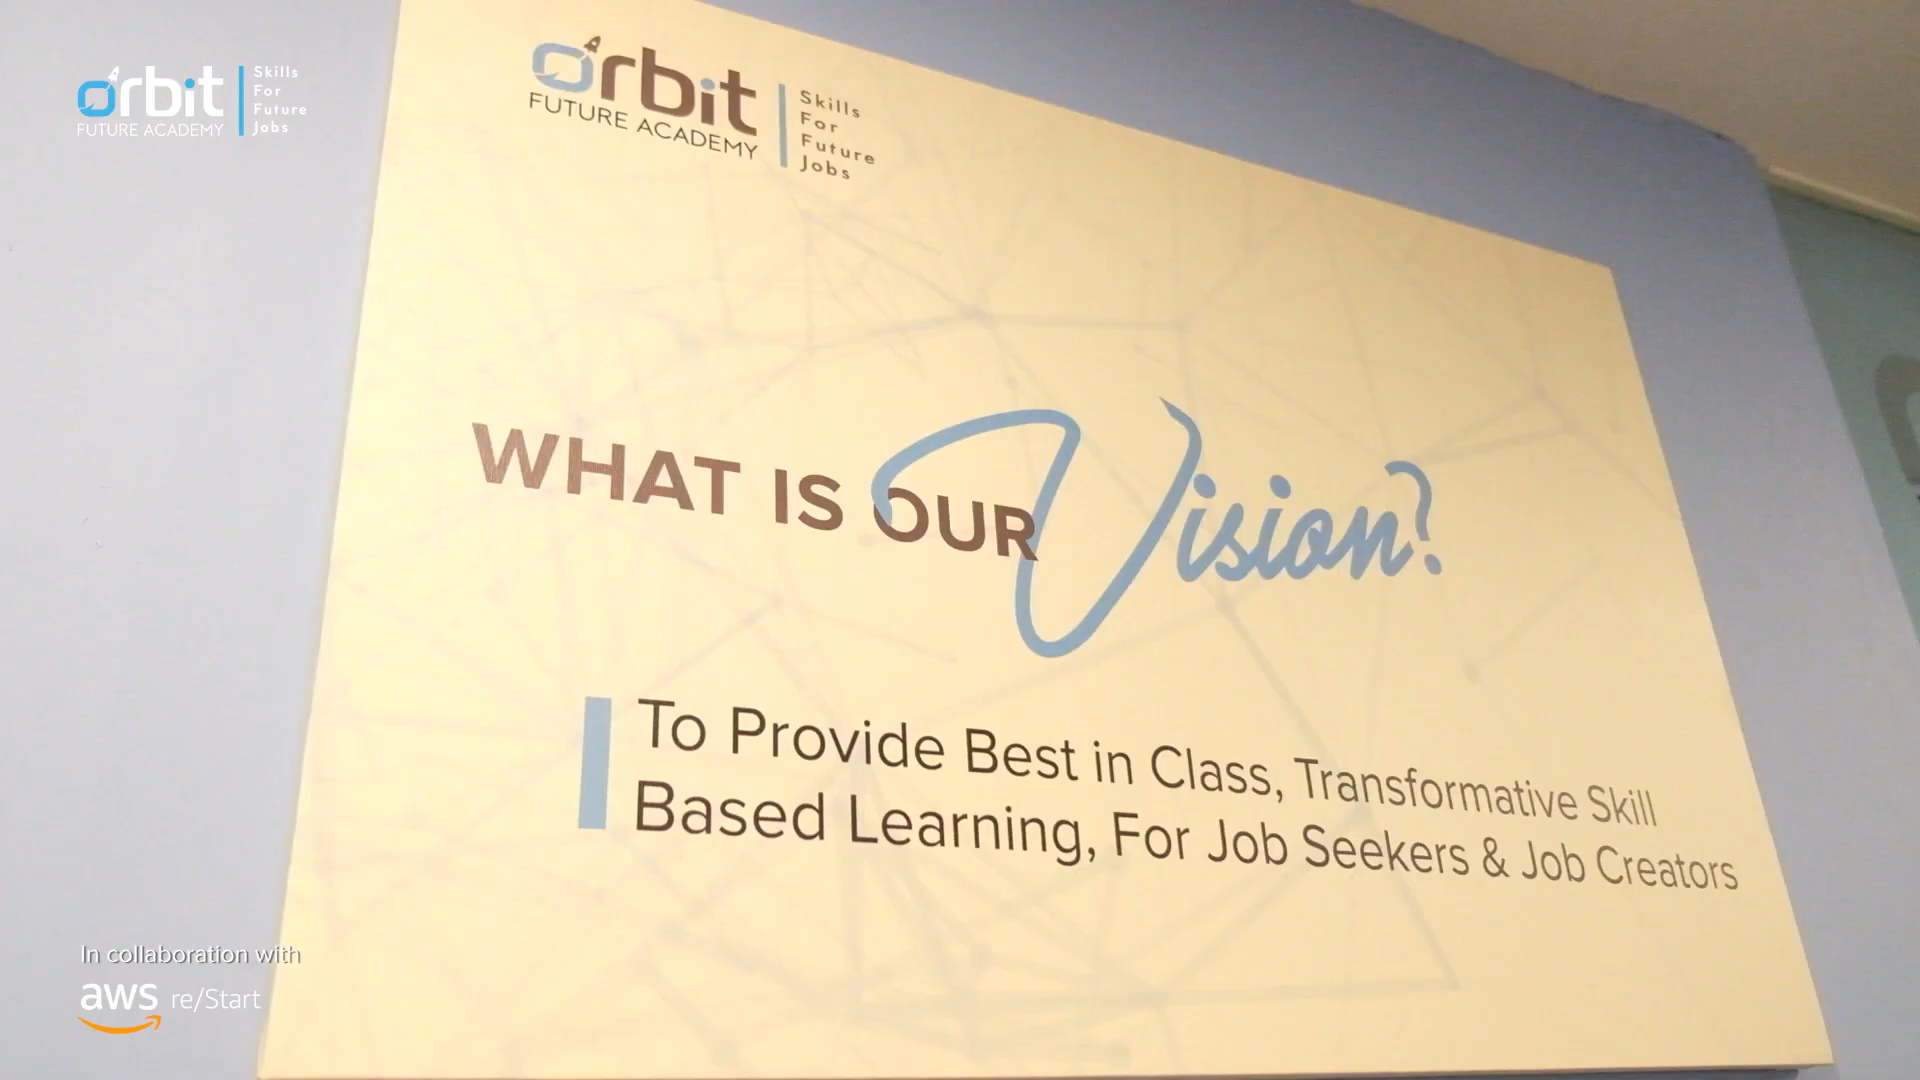 orbit
FUTURE ACADEMY
Skills
For
Future
Jobs
orbit
FUTURE ACADEMY
Skills
For
Future
Jobs
WHAT IS OUR Vision?
To Provide Best in Class, Transformative Skill
Based Learning, For Job Seekers & Job Creators
In collaboration with
aws re/Start